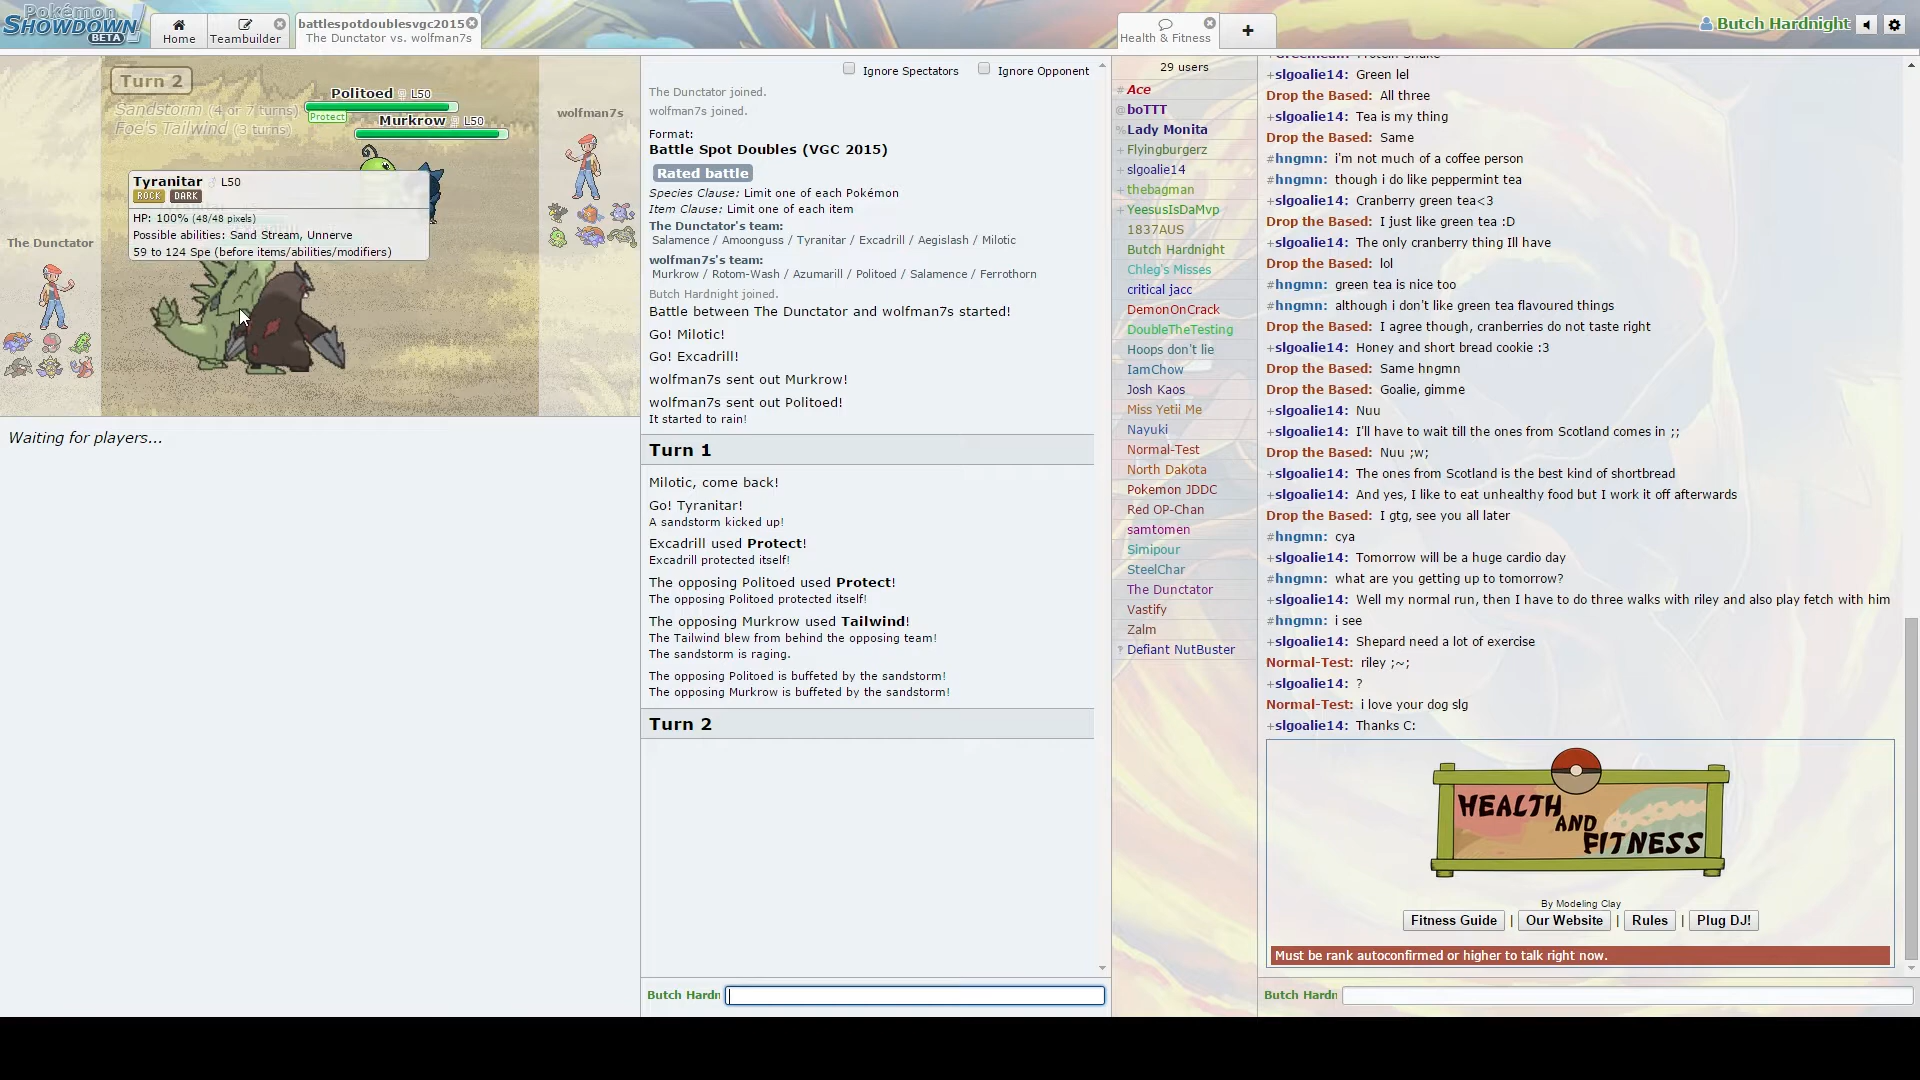 Pokémon
SHOWDOWN!
BETA
Home
Teambuilder
battlespotdoublesvgc2015
The Dunctator vs. wolfman7s
Health & Fitness
+
Butch Hardnight
Turn 2
Sandstorm (4 or 7 turns)
Foe's Tailwind (3 turns)
Politoed ♀ L50
Protect
Murkrow ♀ L50
Tyranitar ♂ L50
ROCK DARK
HP: 100% (48/48 pixels)
Possible abilities: Sand Stream, Unnerve
59 to 124 Spe (before items/abilities/modifiers)
The Dunctator
wolfman7s
Waiting for players...
Ignore Spectators
Ignore Opponent
The Dunctator joined.
wolfman7s joined.
Format:
Battle Spot Doubles (VGC 2015)
Rated battle
Species Clause: Limit one of each Pokémon
Item Clause: Limit one of each item
The Dunctator's team:
Salamence / Amoonguss / Tyranitar / Excadrill / Aegislash / Milotic
wolfman7s's team:
Murkrow / Rotom-Wash / Azumarill / Politoed / Salamence / Ferrothorn
Butch Hardnight joined.
Battle between The Dunctator and wolfman7s started!
Go! Milotic!
Go! Excadrill!
wolfman7s sent out Murkrow!
wolfman7s sent out Politoed!
It started to rain!
Turn 1
Milotic, come back!
Go! Tyranitar!
A sandstorm kicked up!
Excadrill used Protect!
Excadrill protected itself!
The opposing Politoed used Protect!
The opposing Politoed protected itself!
The opposing Murkrow used Tailwind!
The Tailwind blew from behind the opposing team!
The sandstorm is raging.
The opposing Politoed is buffeted by the sandstorm!
The opposing Murkrow is buffeted by the sandstorm!
Turn 2
Butch Hardn
29 users
#Ace
@boTTT
%Lady Monita
+Flyingburgerz
+slgoalie14
+thebagman
+YeesusIsDaMvp
1837AUS
Butch Hardnight
Chleg's Misses
critical jacc
DemonOnCrack
DoubleTheTesting
Hoops don't lie
IamChow
Josh Kaos
Miss Yetii Me
Nayuki
Normal-Test
North Dakota
Pokemon JDDC
Red OP-Chan
samtomen
Simipour
SteelChar
The Dunctator
Vastify
Zalm
?Defiant NutBuster
+slgoalie14: Green lel
Drop the Based: All three
+slgoalie14: Tea is my thing
Drop the Based: Same
#hngmn: i'm not much of a coffee person
#hngmn: though i do like peppermint tea
+slgoalie14: Cranberry green tea<3
Drop the Based: I just like green tea :D
+slgoalie14: The only cranberry thing Ill have
Drop the Based: lol
#hngmn: green tea is nice too
#hngmn: although i don't like green tea flavoured things
Drop the Based: I agree though, cranberries do not taste right
+slgoalie14: Honey and short bread cookie :3
Drop the Based: Same hngmn
Drop the Based: Goalie, gimme
+slgoalie14: Nuu
+slgoalie14: I'll have to wait till the ones from Scotland comes in ;;
Drop the Based: Nuu ;w;
+slgoalie14: The ones from Scotland is the best kind of shortbread
+slgoalie14: And yes, I like to eat unhealthy food but I work it off afterwards
Drop the Based: I gtg, see you all later
#hngmn: cya
+slgoalie14: Tomorrow will be a huge cardio day
#hngmn: what are you getting up to tomorrow?
+slgoalie14: Well my normal run, then I have to do three walks with riley and also play fetch with him
#hngmn: i see
+slgoalie14: Shepard need a lot of exercise
Normal-Test: riley ;~;
+slgoalie14: ?
Normal-Test: i love your dog slg
+slgoalie14: Thanks C:
HEALTH
AND
FITNESS
By Modeling Clay
Fitness Guide | Our Website | Rules | Plug DJ!
Must be rank autoconfirmed or higher to talk right now.
Butch Hardn